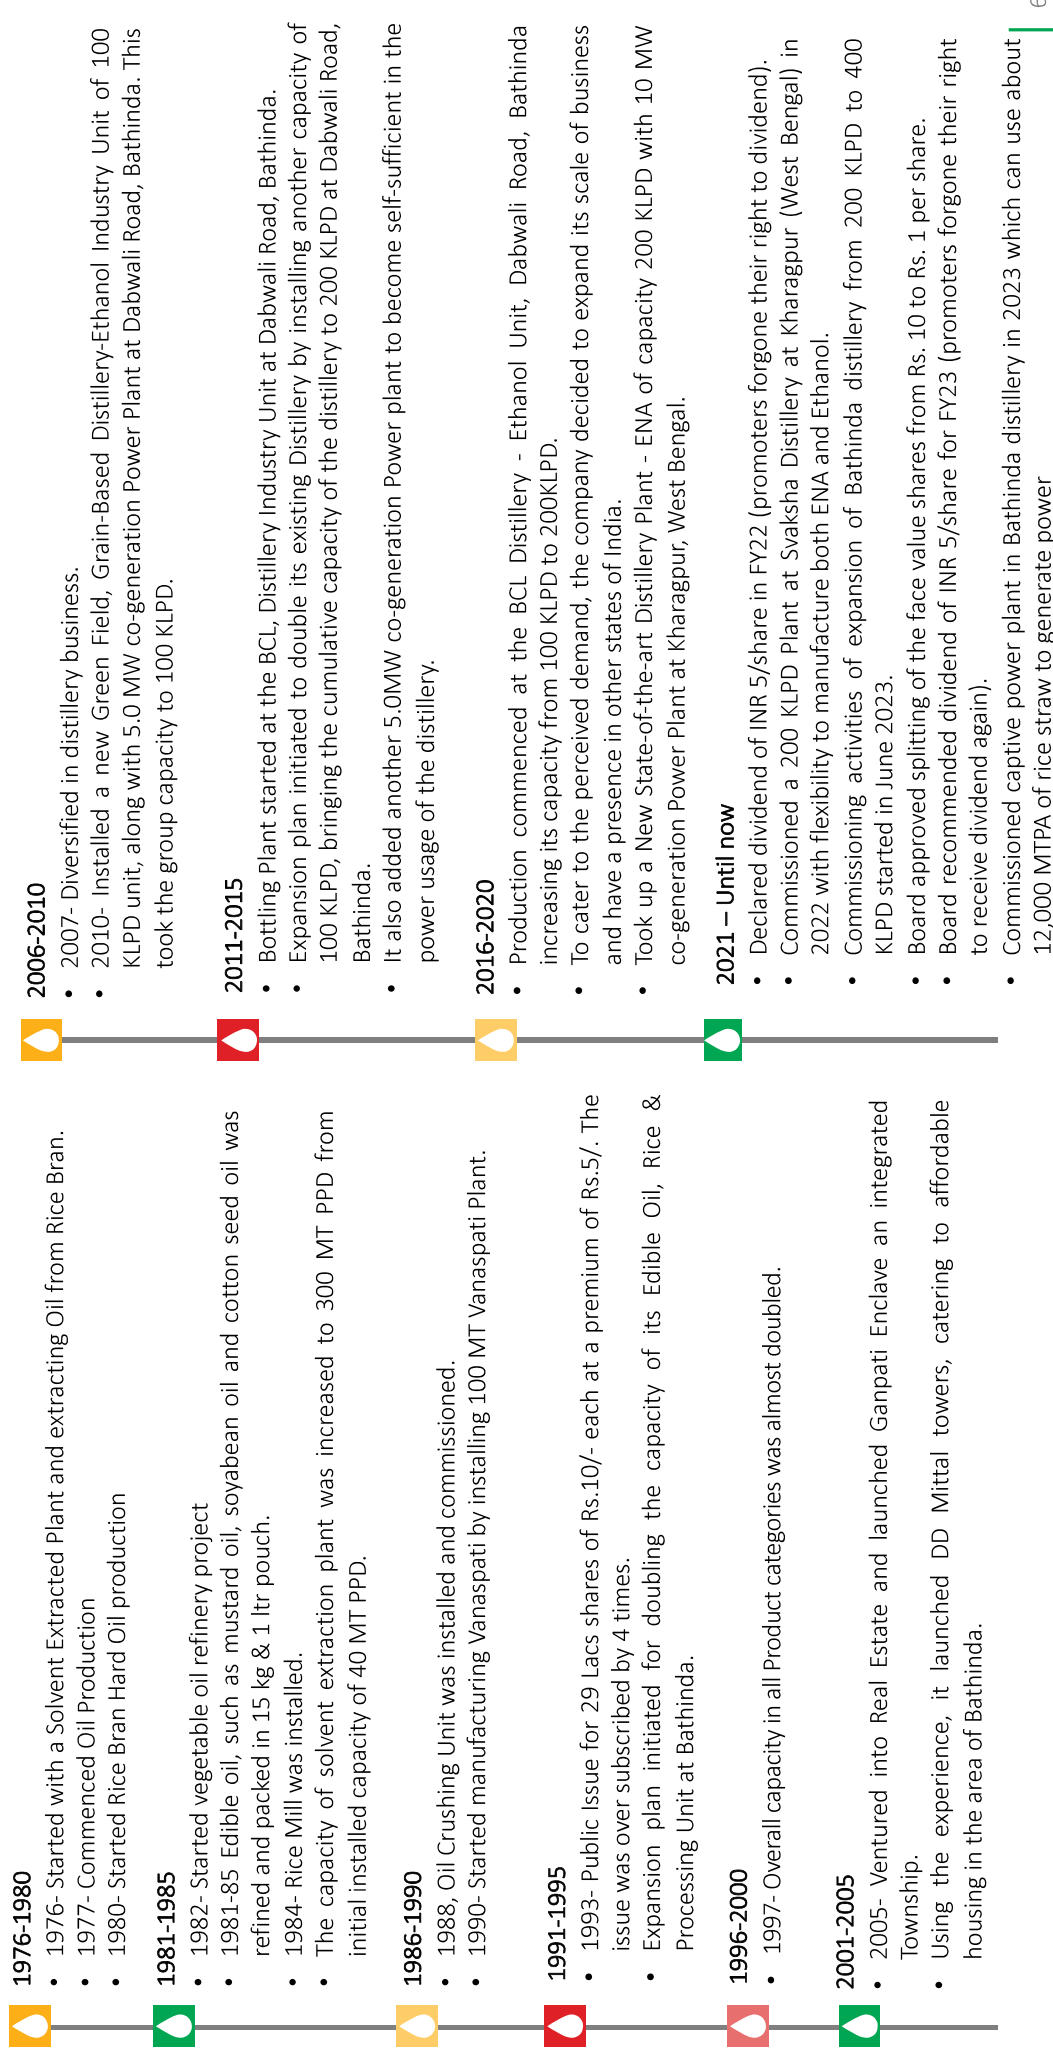 1976-1980
• 1976- Started with a Solvent Extracted Plant and extracting Oil from Rice Bran.
• 1977- Commenced Oil Production
• 1980- Started Rice Bran Hard Oil production
1981-1985
• 1982- Started vegetable oil refinery project
• 1981-85 Edible oil, such as mustard oil, soyabean oil and cotton seed oil was
refined and packed in 15 kg & 1 ltr pouch.
• 1984- Rice Mill was installed.
• The capacity of solvent extraction plant was increased to 300 MT PPD from
initial installed capacity of 40 MT PPD.
1986-1990
• 1988, Oil Crushing Unit was installed and commissioned.
• 1990- Started manufacturing Vanaspati by installing 100 MT Vanaspati Plant.
1991-1995
• 1993- Public Issue for 29 Lacs shares of Rs.10/- each at a premium of Rs.5/. The
issue was over subscribed by 4 times.
• Expansion plan initiated for doubling the capacity of its Edible Oil, Rice &
Processing Unit at Bathinda.
1996-2000
• 1997- Overall capacity in all Product categories was almost doubled.
2001-2005
• 2005- Ventured into Real Estate and launched Ganpati Enclave an integrated
Township.
• Using the experience, it launched DD Mittal towers, catering to affordable
housing in the area of Bathinda.
2006-2010
• 2007- Diversified in distillery business.
• 2010- Installed a new Green Field, Grain-Based Distillery-Ethanol Industry Unit of 100
KLPD unit, along with 5.0 MW co-generation Power Plant at Dabwali Road, Bathinda. This
took the group capacity to 100 KLPD.
2011-2015
• Bottling Plant started at the BCL, Distillery Industry Unit at Dabwali Road, Bathinda.
• Expansion plan initiated to double its existing Distillery by installing another capacity of
100 KLPD, bringing the cumulative capacity of the distillery to 200 KLPD at Dabwali Road,
Bathinda.
• It also added another 5.0MW co-generation Power plant to become self-sufficient in the
power usage of the distillery.
2016-2020
• Production commenced at the BCL Distillery - Ethanol Unit, Dabwali Road, Bathinda
increasing its capacity from 100 KLPD to 200KLPD.
• To cater to the perceived demand, the company decided to expand its scale of business
and have a presence in other states of India.
• Took up a New State-of-the-art Distillery Plant - ENA of capacity 200 KLPD with 10 MW
co-generation Power Plant at Kharagpur, West Bengal.
2021 – Until now
• Declared dividend of INR 5/share in FY22 (promoters forgone their right to dividend).
• Commissioned a 200 KLPD Plant at Svaksha Distillery at Kharagpur (West Bengal) in
2022 with flexibility to manufacture both ENA and Ethanol.
• Commissioning activities of expansion of Bathinda distillery from 200 KLPD to 400
KLPD started in June 2023.
• Board approved splitting of the face value shares from Rs. 10 to Rs. 1 per share.
• Board recommended dividend of INR 5/share for FY23 (promoters forgone their right
to receive dividend again).
• Commissioned captive power plant in Bathinda distillery in 2023 which can use about
12,000 MTPA of rice straw to generate power
6